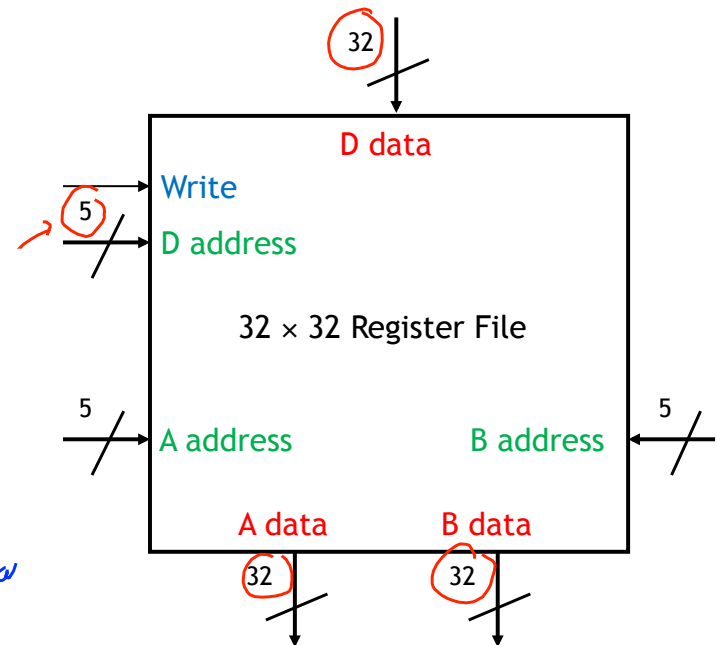 32
D data
Write
5
D address
32 × 32 Register File
5
5
A address
B address
A data
B data
32
32